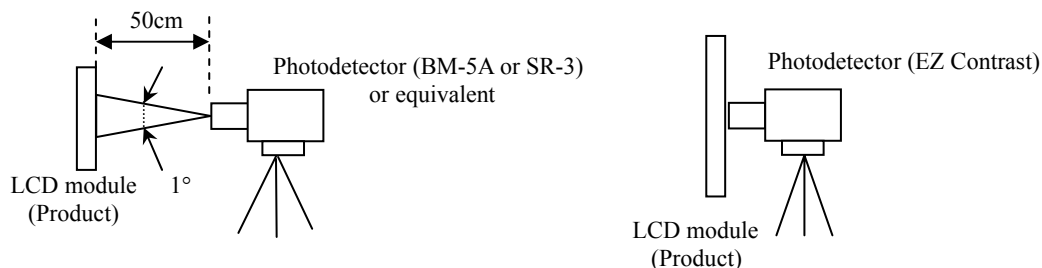 50cm
Photodetector (BM-5A or SR-3)
or equivalent
LCD module
(Product)
1°
Photodetector (EZ Contrast)
LCD module
(Product)